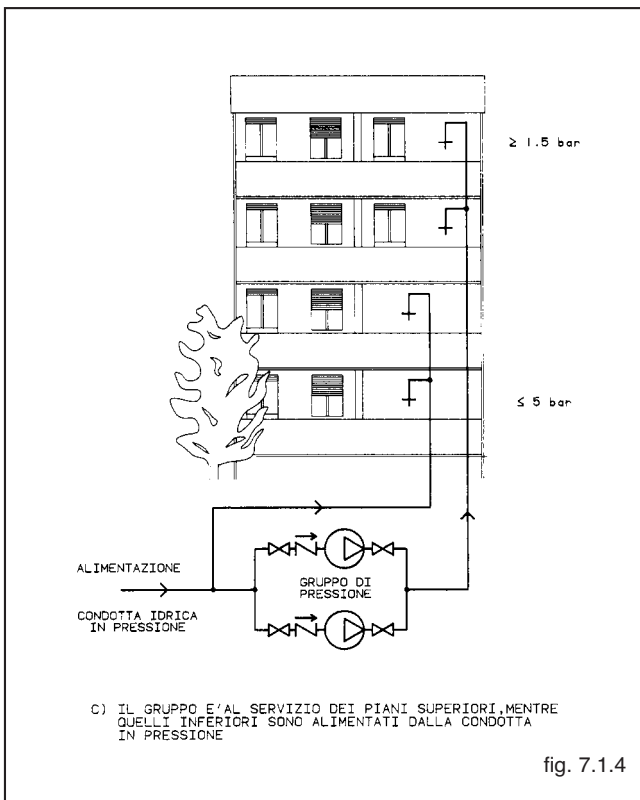 ≥ 1.5 bar
≤ 5 bar
ALIMENTAZIONE
CONDOTTA IDRICA
IN PRESSIONE
GRUPPO DI
PRESSIONE
C) IL GRUPPO E'AL SERVIZIO DEI PIANI SUPERIORI,MENTRE
QUELLI INFERIORI SONO ALIMENTATI DALLA CONDOTTA
IN PRESSIONE
fig. 7.1.4